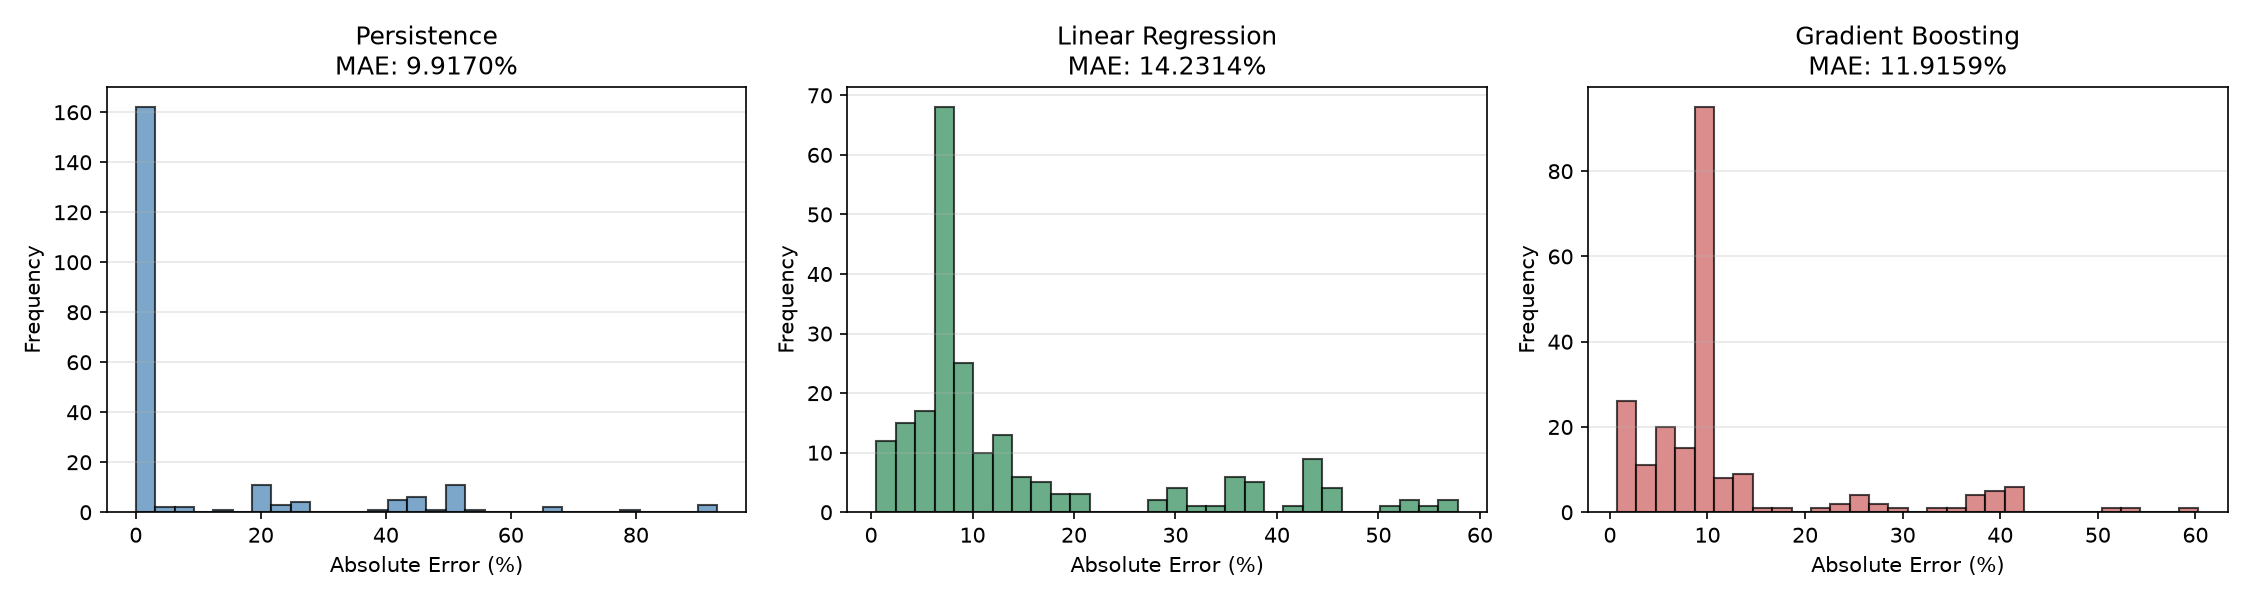 Persistence
MAE: 9.9170%
160
140
120
100
80
60
40
20
0
Frequency
0 20 40 60 80
Absolute Error (%)
Linear Regression
MAE: 14.2314%
70
60
50
40
30
20
10
0
Frequency
0 10 20 30 40 50 60
Absolute Error (%)
Gradient Boosting
MAE: 11.9159%
80
60
40
20
0
Frequency
0 10 20 30 40 50 60
Absolute Error (%)